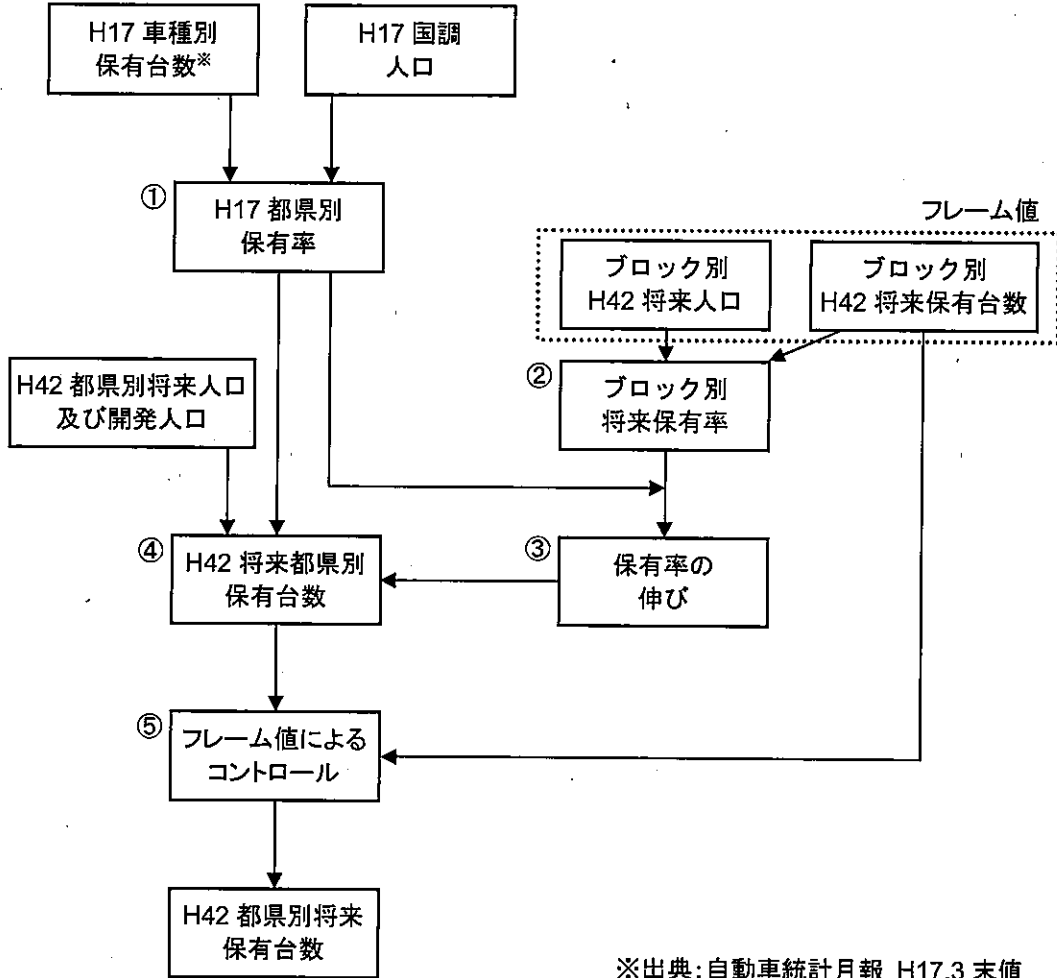 H17 車種別
保有台数※
H17 国調
人口
①
H17 都県別
保有率
フレーム値
ブロック別
H42 将来人口
ブロック別
H42 将来保有台数
H42 都県別将来人口
及び開発人口
②
ブロック別
将来保有率
④
H42 将来都県別
保有台数
③
保有率の
伸び
⑤
フレーム値による
コントロール
H42 都県別将来
保有台数
※出典:自動車統計月報 H17.3 末値